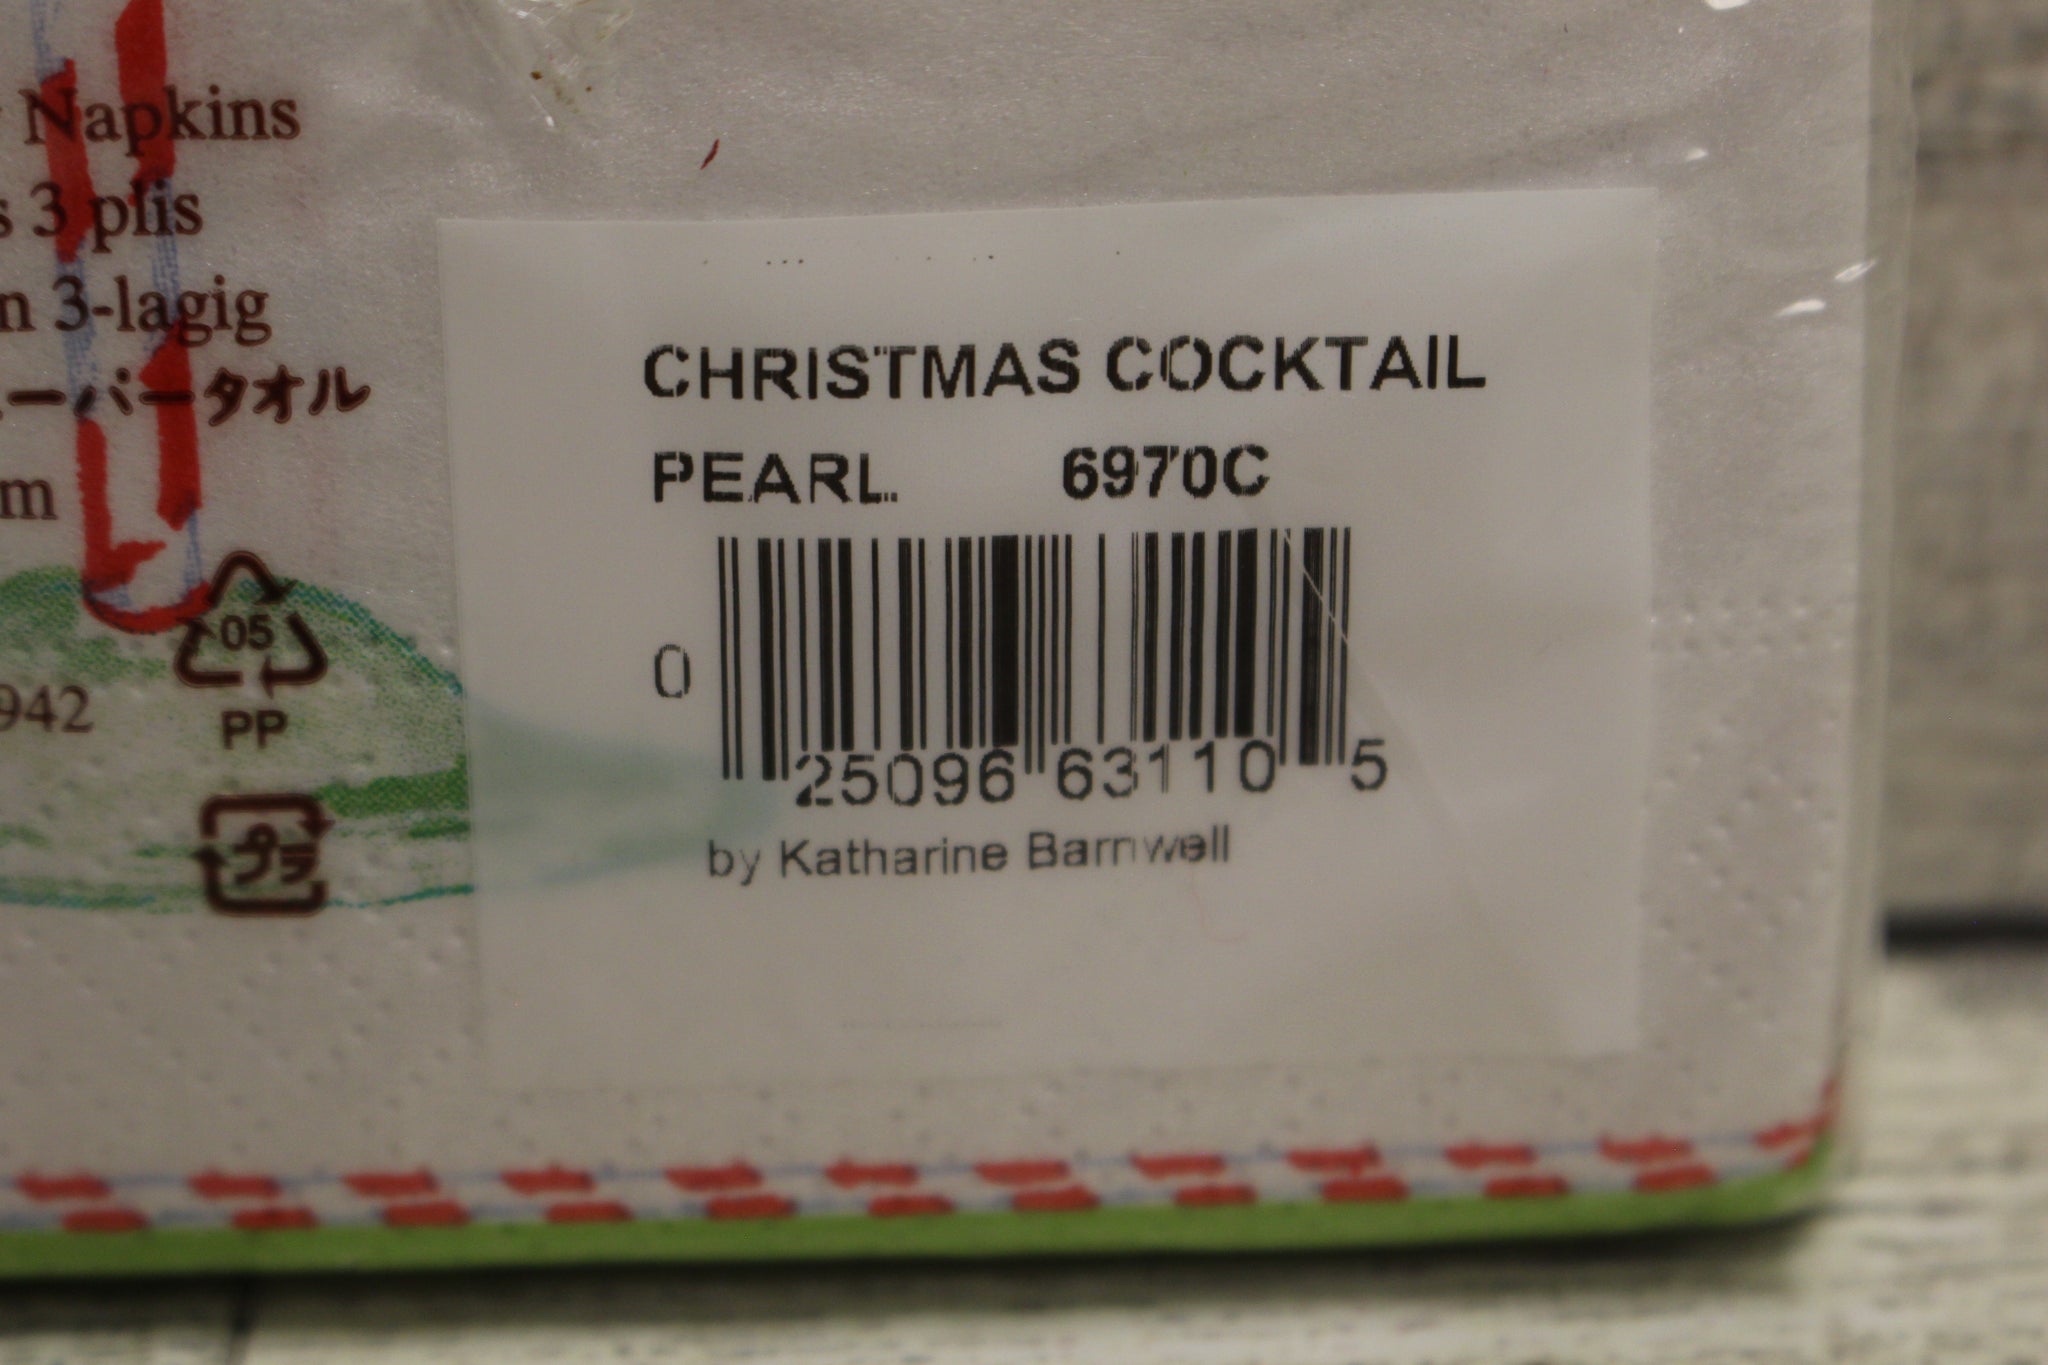 Napkins
s 3 plis
n 3-lagig
ーパータオル
m
942
05
PP
プラ
CHRISTMAS COCKTAIL
PEARL 6970C
0 25096 63110 5
by Katharine Barnwell